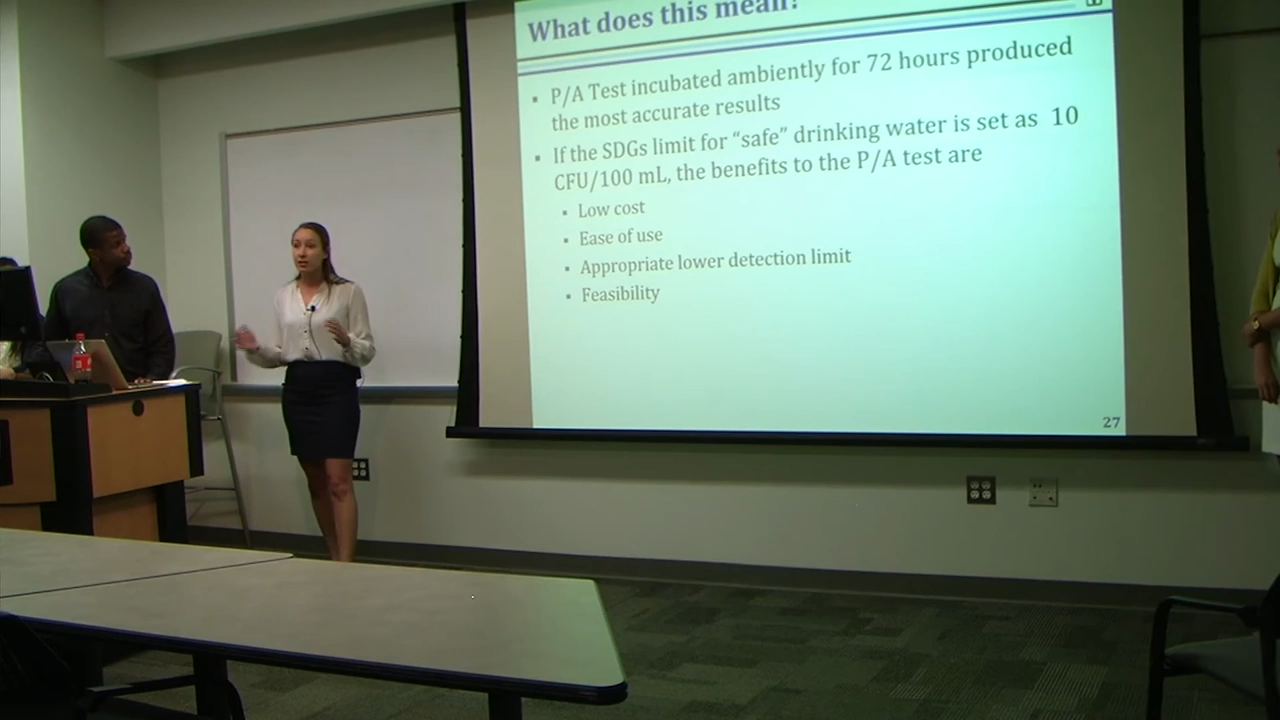 What does this mean?
▪ P/A Test incubated ambiently for 72 hours produced
the most accurate results
▪ If the SDGs limit for “safe” drinking water is set as 10
CFU/100 mL, the benefits to the P/A test are
▪ Low cost
▪ Ease of use
▪ Appropriate lower detection limit
▪ Feasibility
27